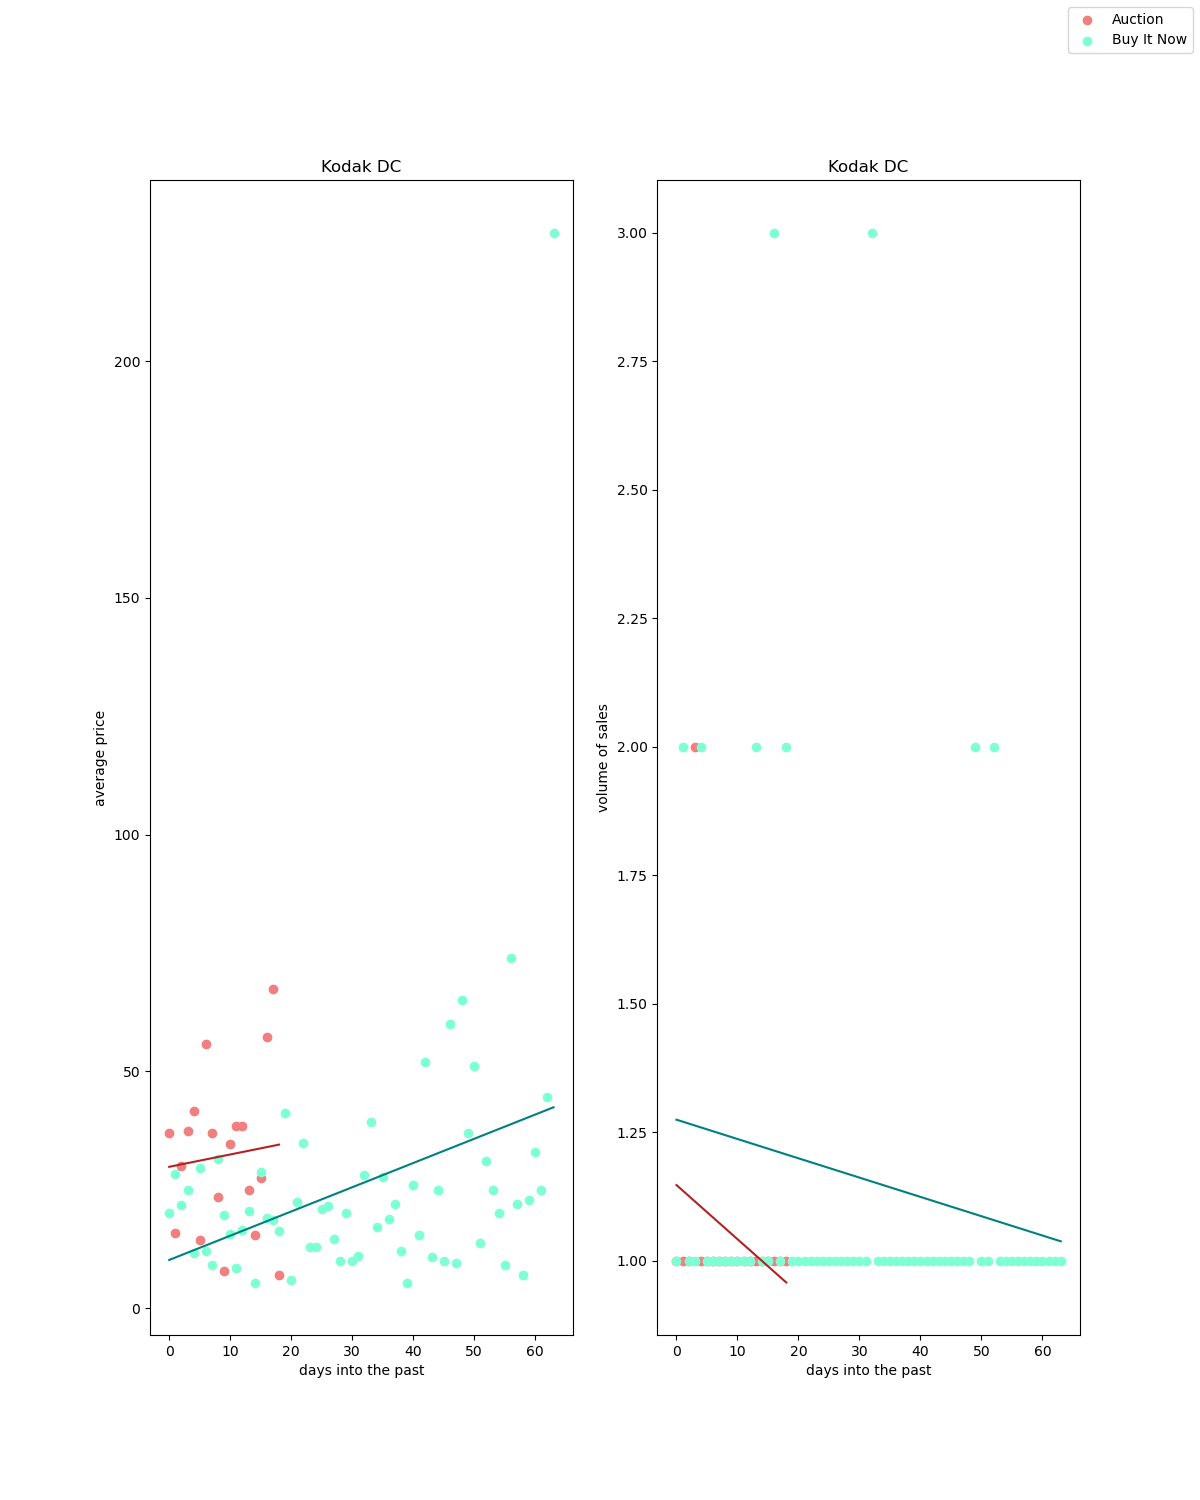 Auction
Buy It Now
Kodak DC
Kodak DC
average price
200
150
100
50
0
0 10 20 30 40 50 60
days into the past
volume of sales
3.00
2.75
2.50
2.25
2.00
1.75
1.50
1.25
1.00
0 10 20 30 40 50 60
days into the past